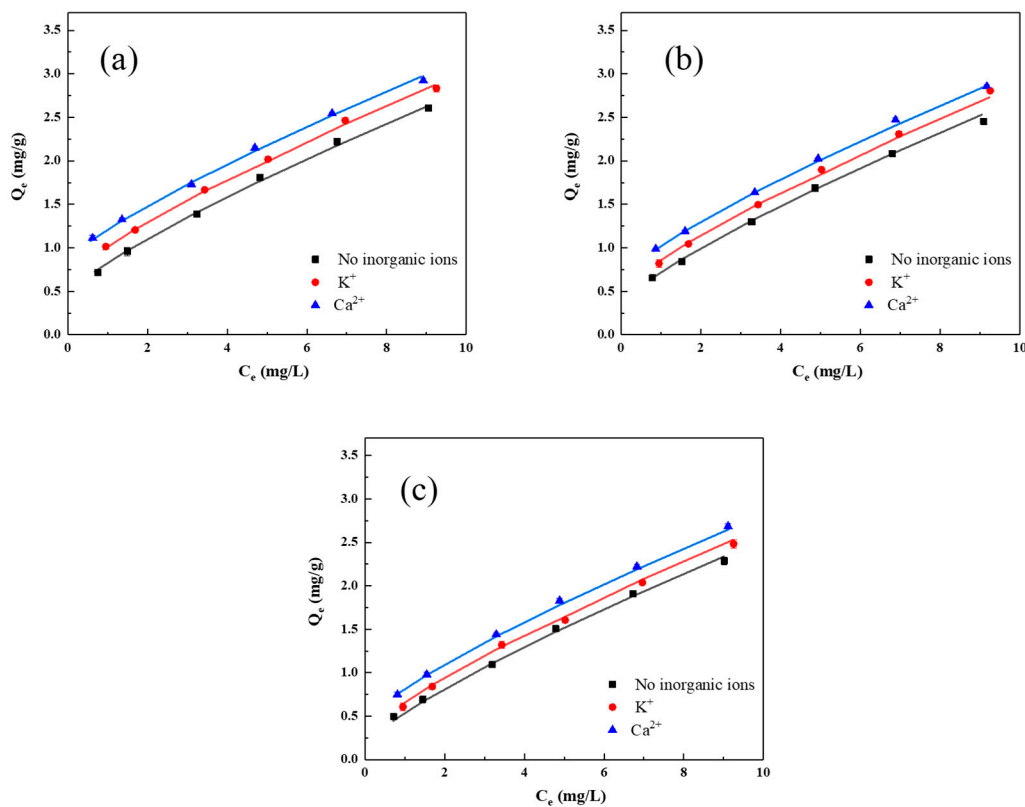 (a)
Qe (mg/g)
3.5
3.0
2.5
2.0
1.5
1.0
0.5
0.0
No inorganic ions
K+
Ca2+
0 2 4 6 8 10
Ce (mg/L)
(b)
Qe (mg/g)
3.5
3.0
2.5
2.0
1.5
1.0
0.5
0.0
No inorganic ions
K+
Ca2+
0 2 4 6 8 10
Ce (mg/L)
(c)
Qe (mg/g)
3.5
3.0
2.5
2.0
1.5
1.0
0.5
0.0
No inorganic ions
K+
Ca2+
0 2 4 6 8 10
Ce (mg/L)